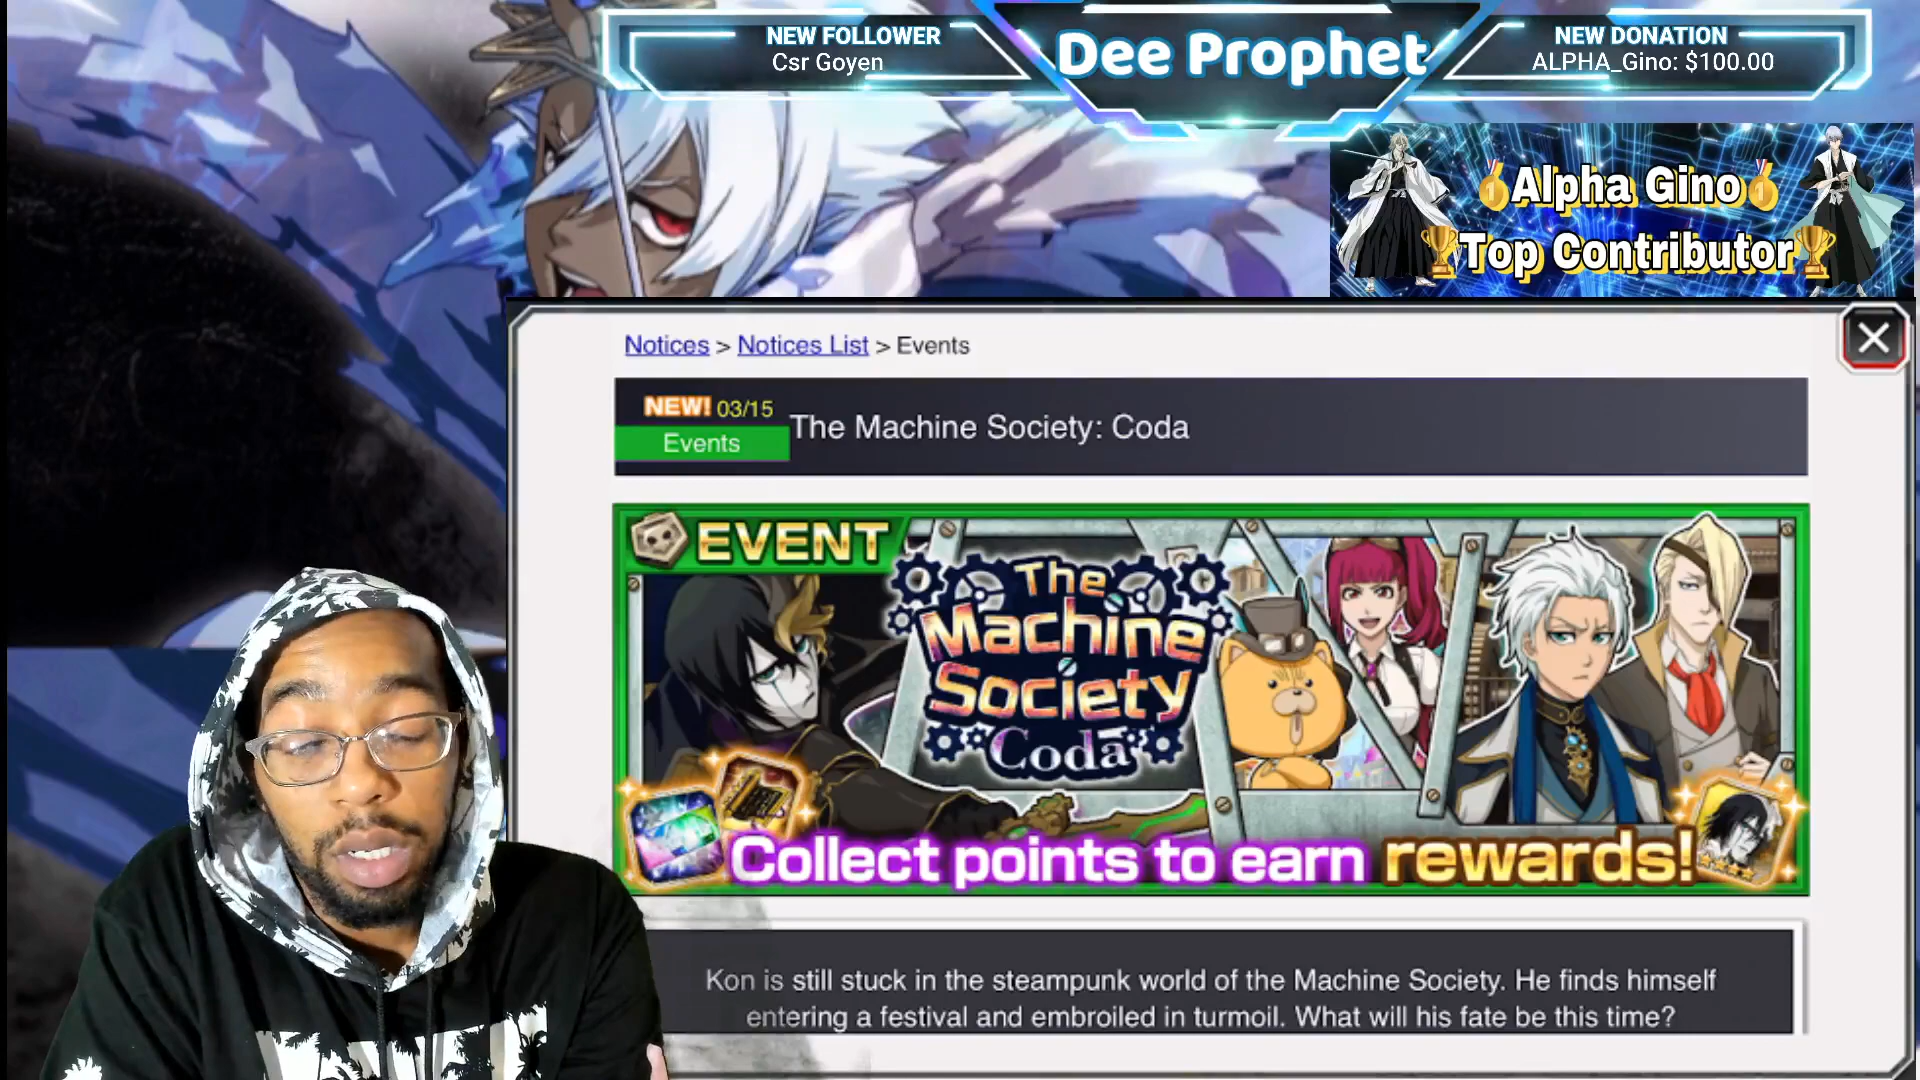 NEW FOLLOWER
Csr Goyen
Dee Prophet
NEW DONATION
ALPHA_Gino: $100.00
🥇Alpha Gino🥇
🏆Top Contributor🏆
Notices > Notices List > Events
NEW! 03/15
Events
The Machine Society: Coda
EVENT
The
Machine
Society
Coda
Collect points to earn rewards!
Kon is still stuck in the steampunk world of the Machine Society. He finds himself
entering a festival and embroiled in turmoil. What will his fate be this time?